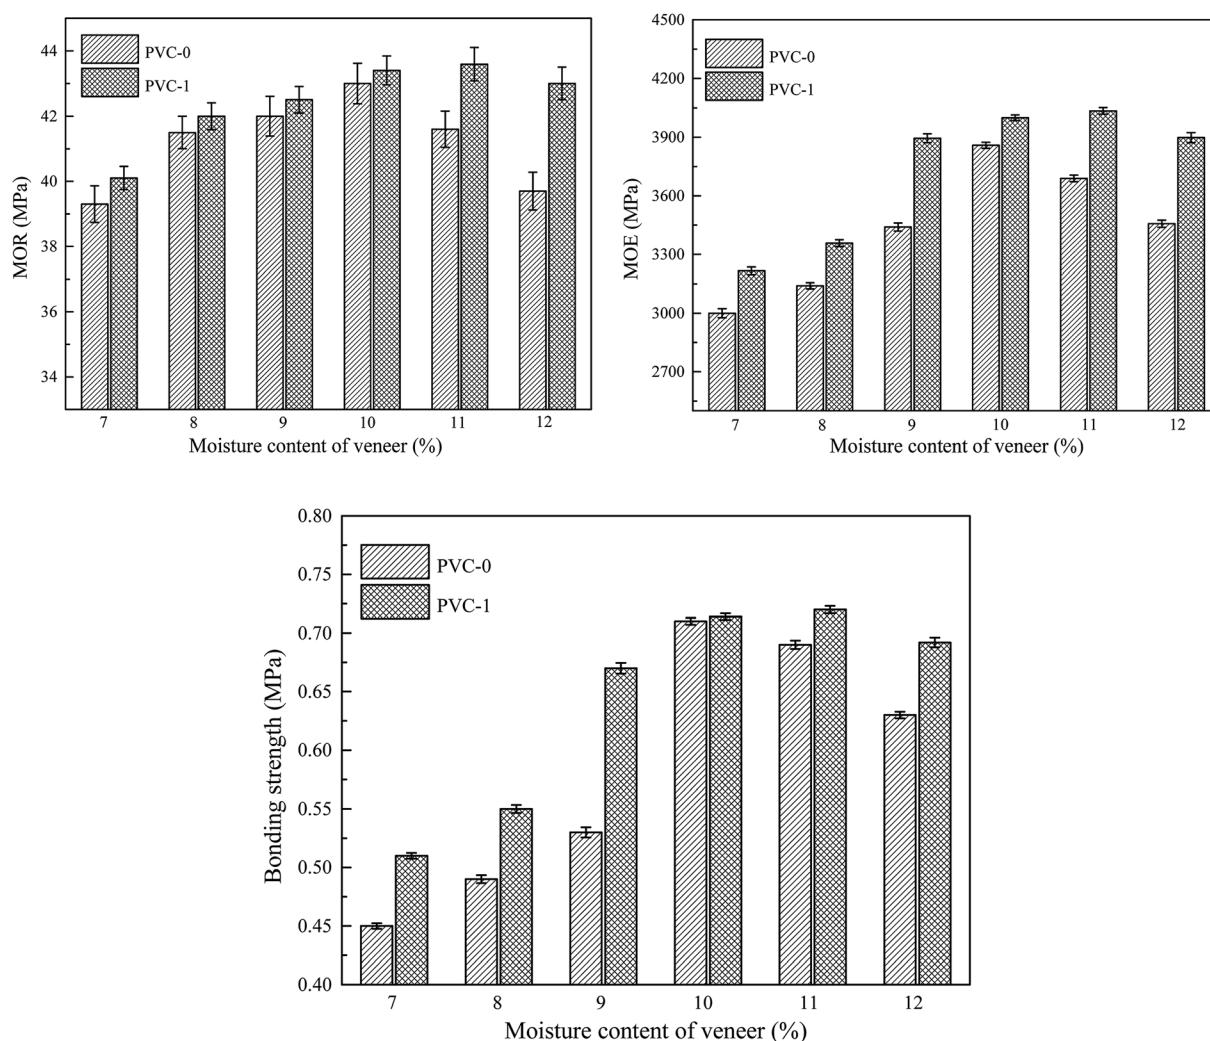 44
42
40
38
36
34
MOR (MPa)
PVC-0
PVC-1
7 8 9 10 11 12
Moisture content of veneer (%)
4500
4200
3900
3600
3300
3000
2700
MOE (MPa)
PVC-0
PVC-1
7 8 9 10 11 12
Moisture content of veneer (%)
0.80
0.75
0.70
0.65
0.60
0.55
0.50
0.45
0.40
Bonding strength (MPa)
PVC-0
PVC-1
7 8 9 10 11 12
Moisture content of veneer (%)